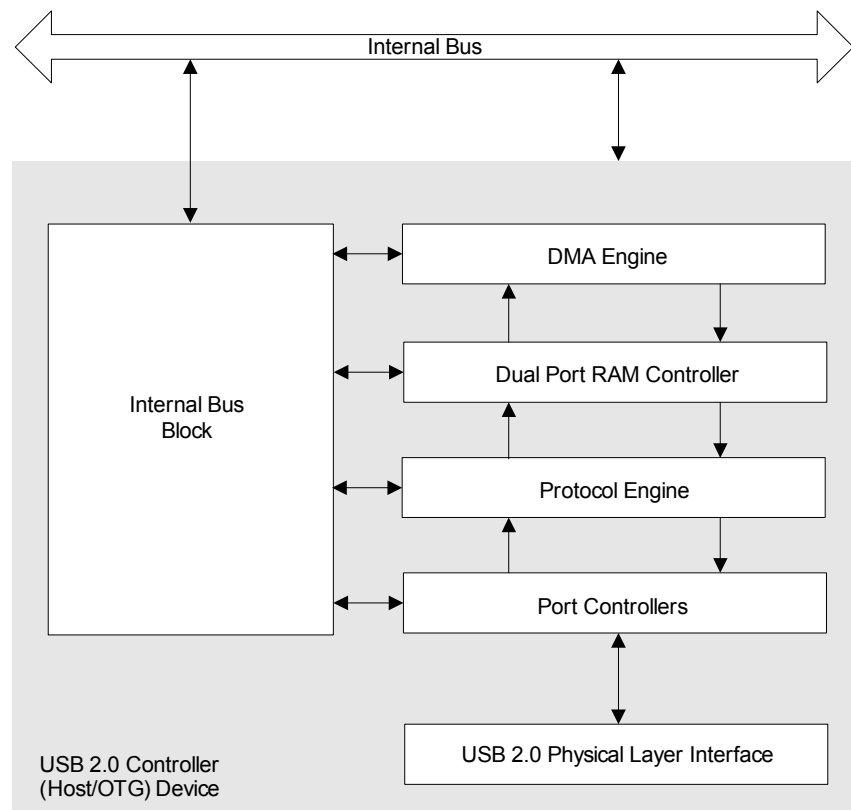 Internal Bus
DMA Engine
Dual Port RAM Controller
Internal Bus
Block
Protocol Engine
Port Controllers
USB 2.0 Physical Layer Interface
USB 2.0 Controller
(Host/OTG) Device